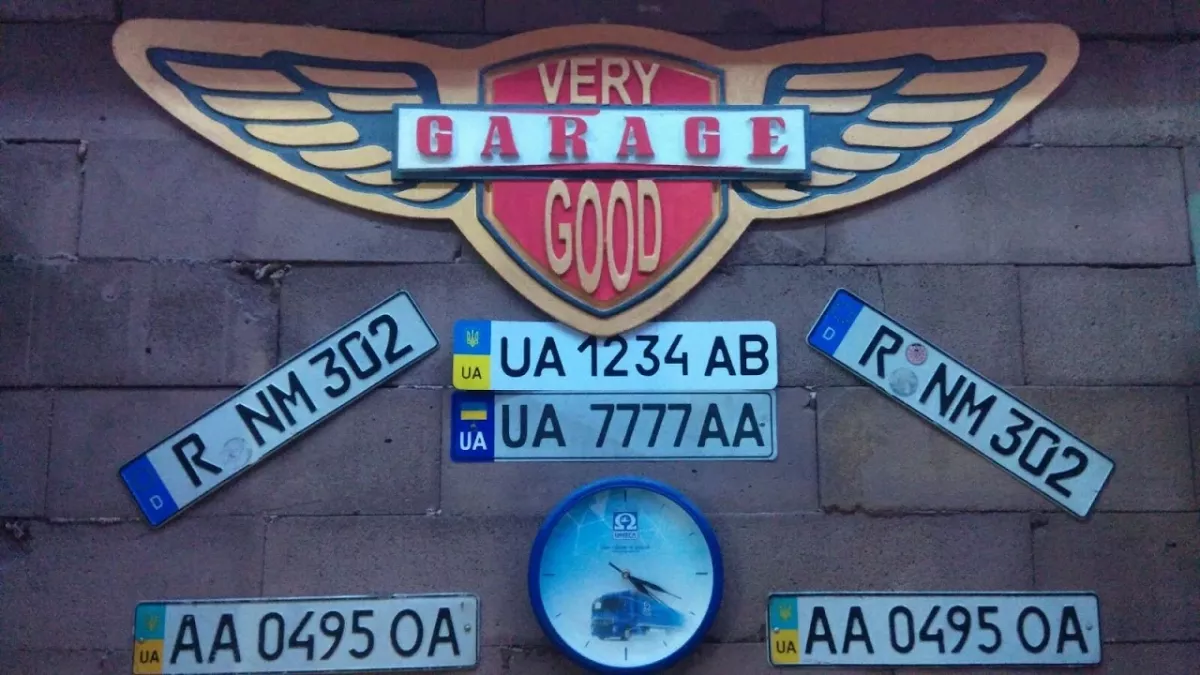 VERY
GARAGE
GOOD
D R NM 302
UA UA 1234 AB
D R NM 302
UA UA 7777 AA
UA AA 0495 OA
UA AA 0495 OA